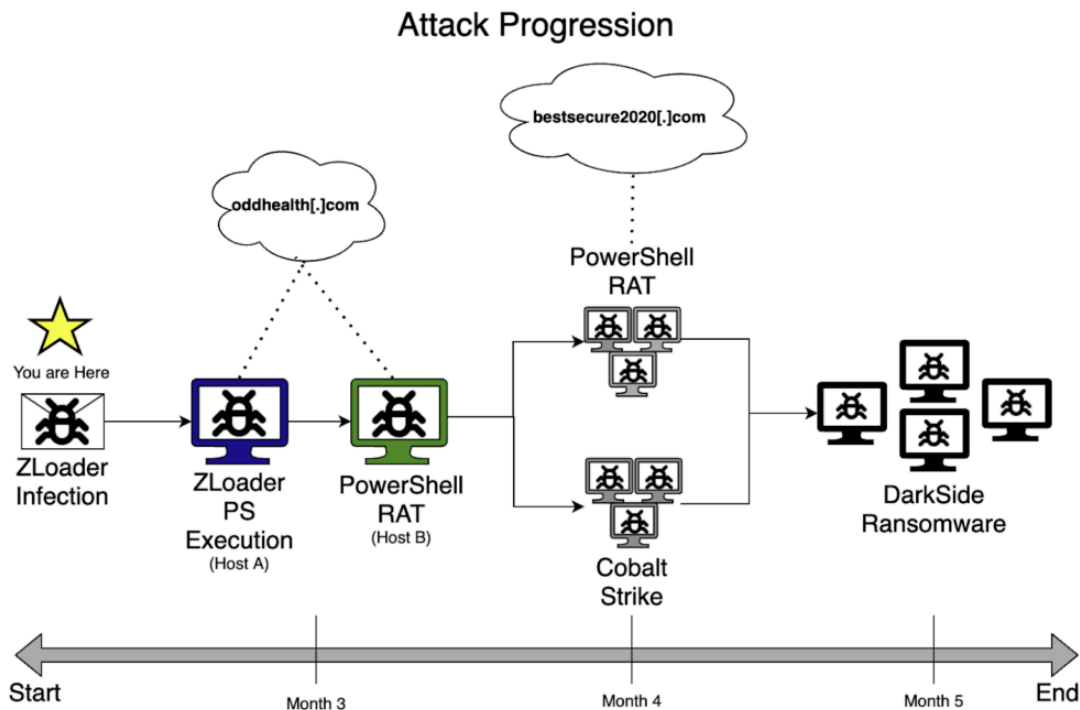 Attack Progression
bestsecure2020[.]com
oddhealth[.]com
PowerShell
RAT
You are Here
ZLoader
Infection
ZLoader
PS
Execution
(Host A)
PowerShell
RAT
(Host B)
Cobalt
Strike
DarkSide
Ransomware
Start
Month 3
Month 4
Month 5
End